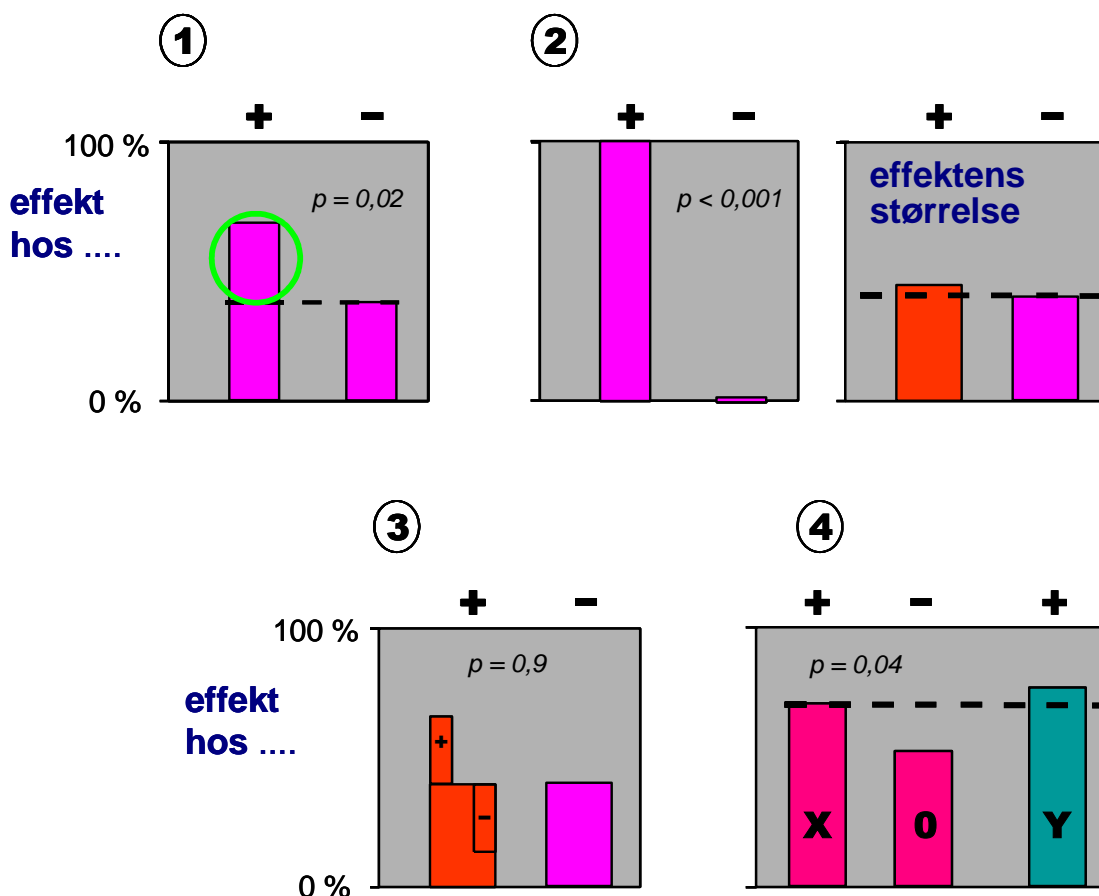 1
2
+ -
+ -
+ -
100 %
effekt
hos ....
p = 0,02
p < 0,001
effektens
størrelse
0 %
3
4
+ -
+ - +
100 %
p = 0,9
p = 0,04
effekt
hos ....
+
-
X 0 Y
0 %